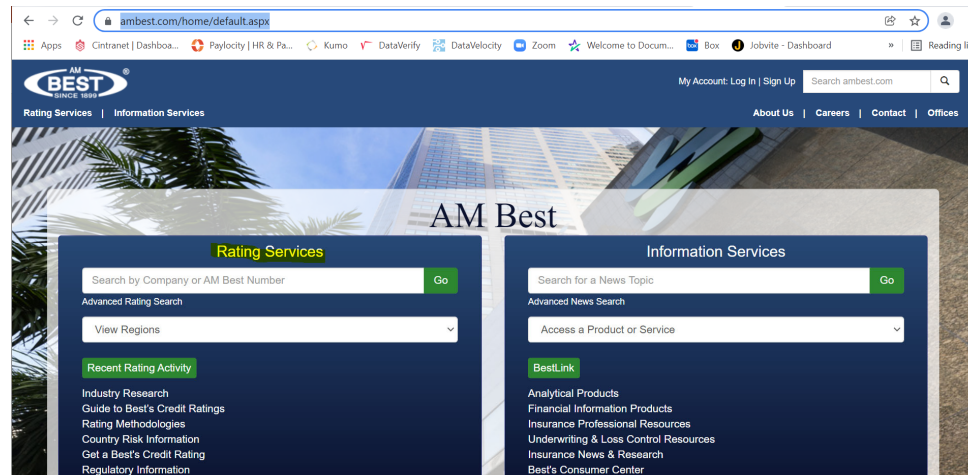 ambest.com/home/default.aspx
Apps Cintranet | Dashboa... Paylocity | HR & Pa... Kumo DataVerify DataVelocity Zoom Welcome to Docum... Box Jobvite - Dashboard » Reading li
AM
BEST®
SINCE 1899
My Account: Log In | Sign Up Search ambest.com
Rating Services | Information Services About Us | Careers | Contact | Offices
AM Best
Rating Services
Search by Company or AM Best Number Go
Advanced Rating Search
View Regions
Recent Rating Activity
Industry Research
Guide to Best's Credit Ratings
Rating Methodologies
Country Risk Information
Get a Best's Credit Rating
Regulatory Information
Information Services
Search for a News Topic Go
Advanced News Search
Access a Product or Service
BestLink
Analytical Products
Financial Information Products
Insurance Professional Resources
Underwriting & Loss Control Resources
Insurance News & Research
Best's Consumer Center